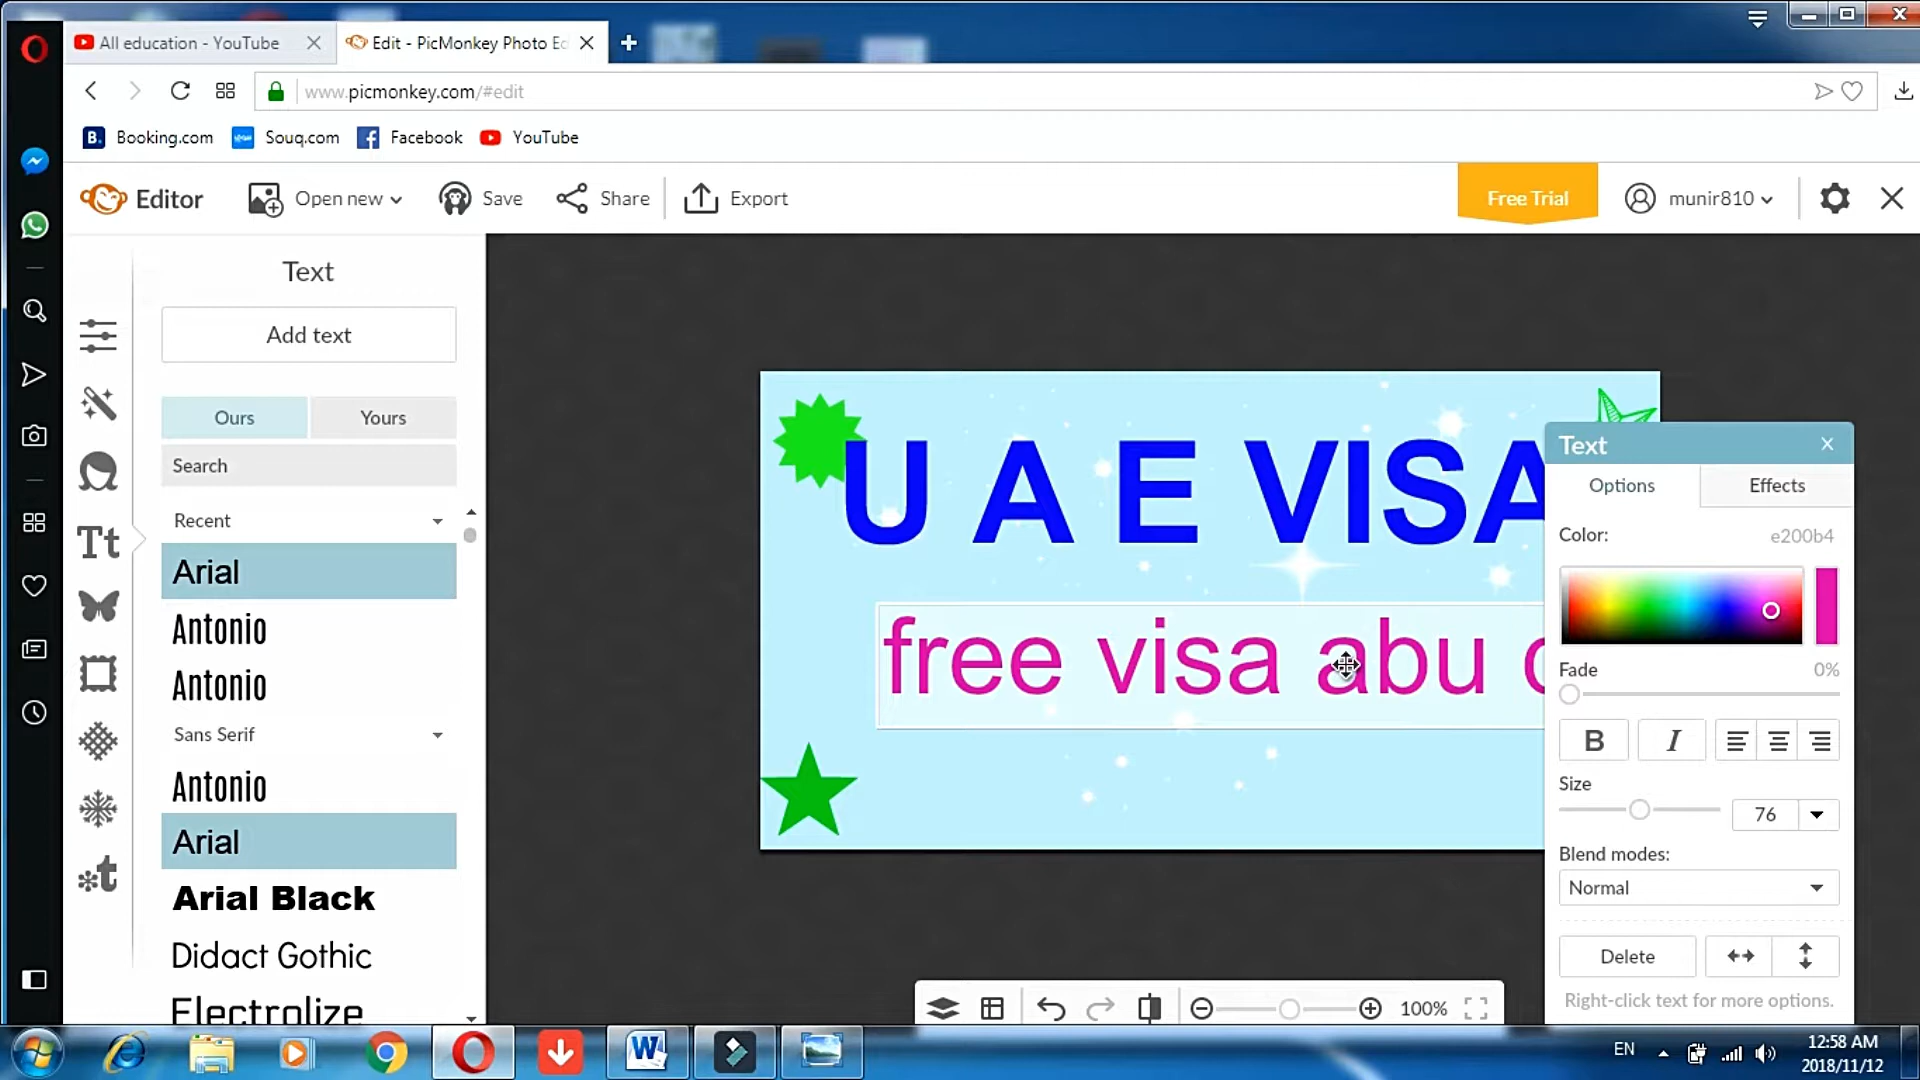 All education - YouTube
Edit - PicMonkey Photo Ec
www.picmonkey.com/#edit
B. Booking.com
Souq.com
Facebook
YouTube
Editor
Open new
Save
Share
Export
Free Trial
munir810
Text
Add text
Ours
Yours
Search
Recent
Arial
Antonio
Antonio
Sans Serif
Antonio
Arial
Arial Black
Didact Gothic
Electrolize
Tt
t
U A E VISA
free visa abu
Text
Options
Effects
Color:
e200b4
Fade
0%
B
I
Size
76
Blend modes:
Normal
Delete
Right-click text for more options.
100%
EN
12:58 AM
2018/11/12